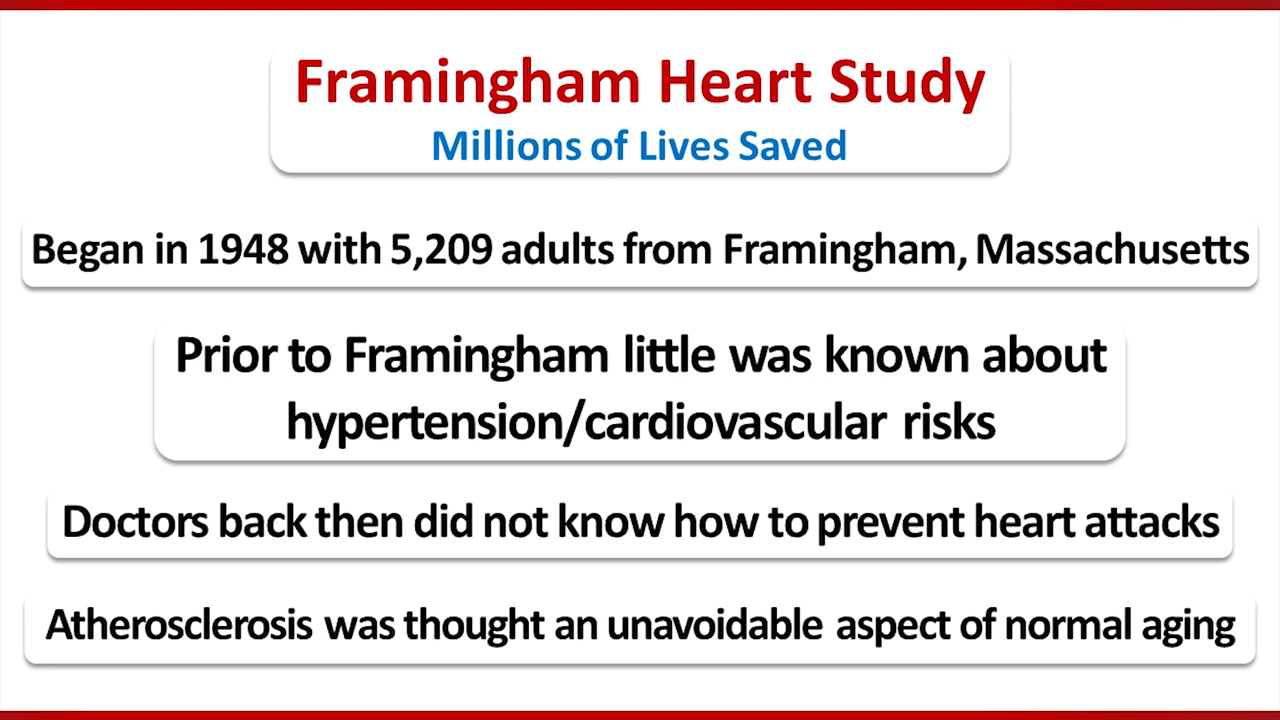 Framingham Heart Study
Millions of Lives Saved
Began in 1948 with 5,209 adults from Framingham, Massachusetts
Prior to Framingham little was known about
hypertension/cardiovascular risks
Doctors back then did not know how to prevent heart attacks
Atherosclerosis was thought an unavoidable aspect of normal aging